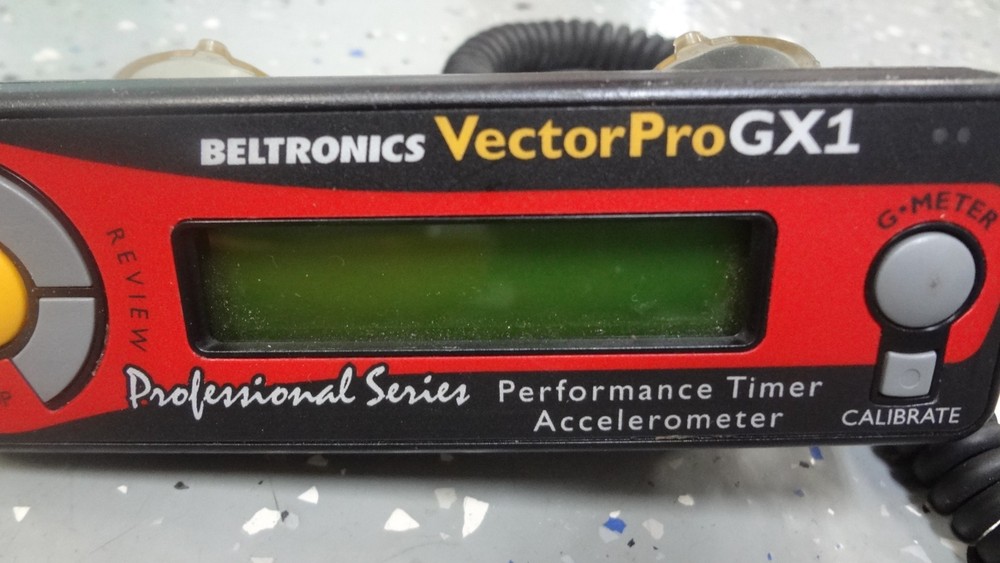 BELTRONICS VectorPro GX1
G•METER
REVIEW
Professional Series
Performance Timer
Accelerometer
CALIBRATE